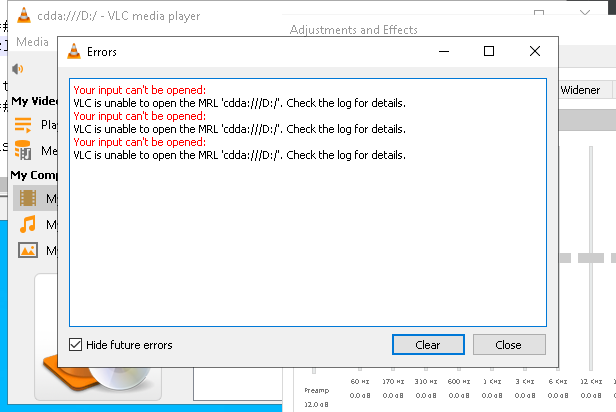 cdda:///D:/ - VLC media player
Adjustments and Effects
Media
Errors
Widener
My Video
My Comp
Your input can't be opened:
VLC is unable to open the MRL 'cdda:///D:/'. Check the log for details.
Your input can't be opened:
VLC is unable to open the MRL 'cdda:///D:/'. Check the log for details.
Your input can't be opened:
VLC is unable to open the MRL 'cdda:///D:/'. Check the log for details.
Hide future errors
Clear
Close
60 Hz 170 Hz 310 Hz 600 Hz 1 KHz 3 KHz 6 KHz 12 KHz
Preamp 0.0 dB 0.0 dB 0.0 dB 0.0 dB 0.0 dB 0.0 dB 0.0 dB 0.0 dB
12.0 dB